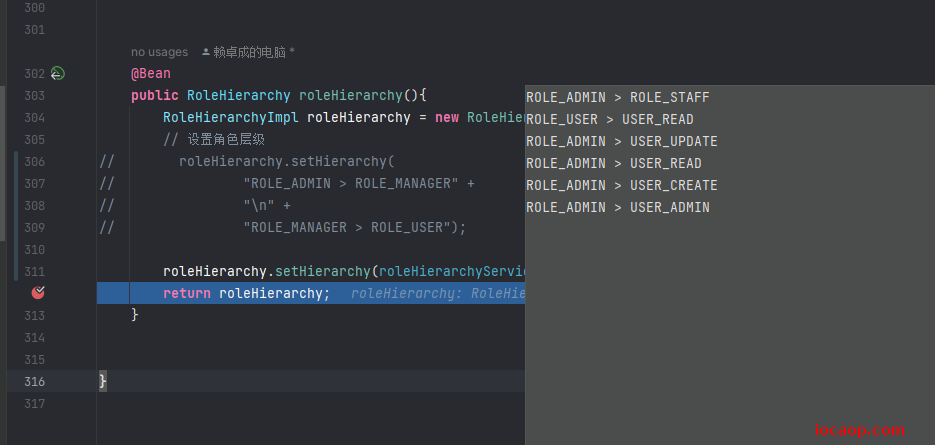 300
301
no usages 赖卓成的电脑 *
302 @Bean
303 public RoleHierarchy roleHierarchy(){
304 RoleHierarchyImpl roleHierarchy = new RoleHier
305 // 设置角色层级
306 // roleHierarchy.setHierarchy(
307 // "ROLE_ADMIN > ROLE_MANAGER" +
308 // "\n" +
309 // "ROLE_MANAGER > ROLE_USER");
310
311 roleHierarchy.setHierarchy(roleHierarchyServic
return roleHierarchy; roleHierarchy: RoleHie
313 }
314
315
316 }
317
ROLE_ADMIN > ROLE_STAFF
ROLE_USER > USER_READ
ROLE_ADMIN > USER_UPDATE
ROLE_ADMIN > USER_READ
ROLE_ADMIN > USER_CREATE
ROLE_ADMIN > USER_ADMIN
iocaop.com